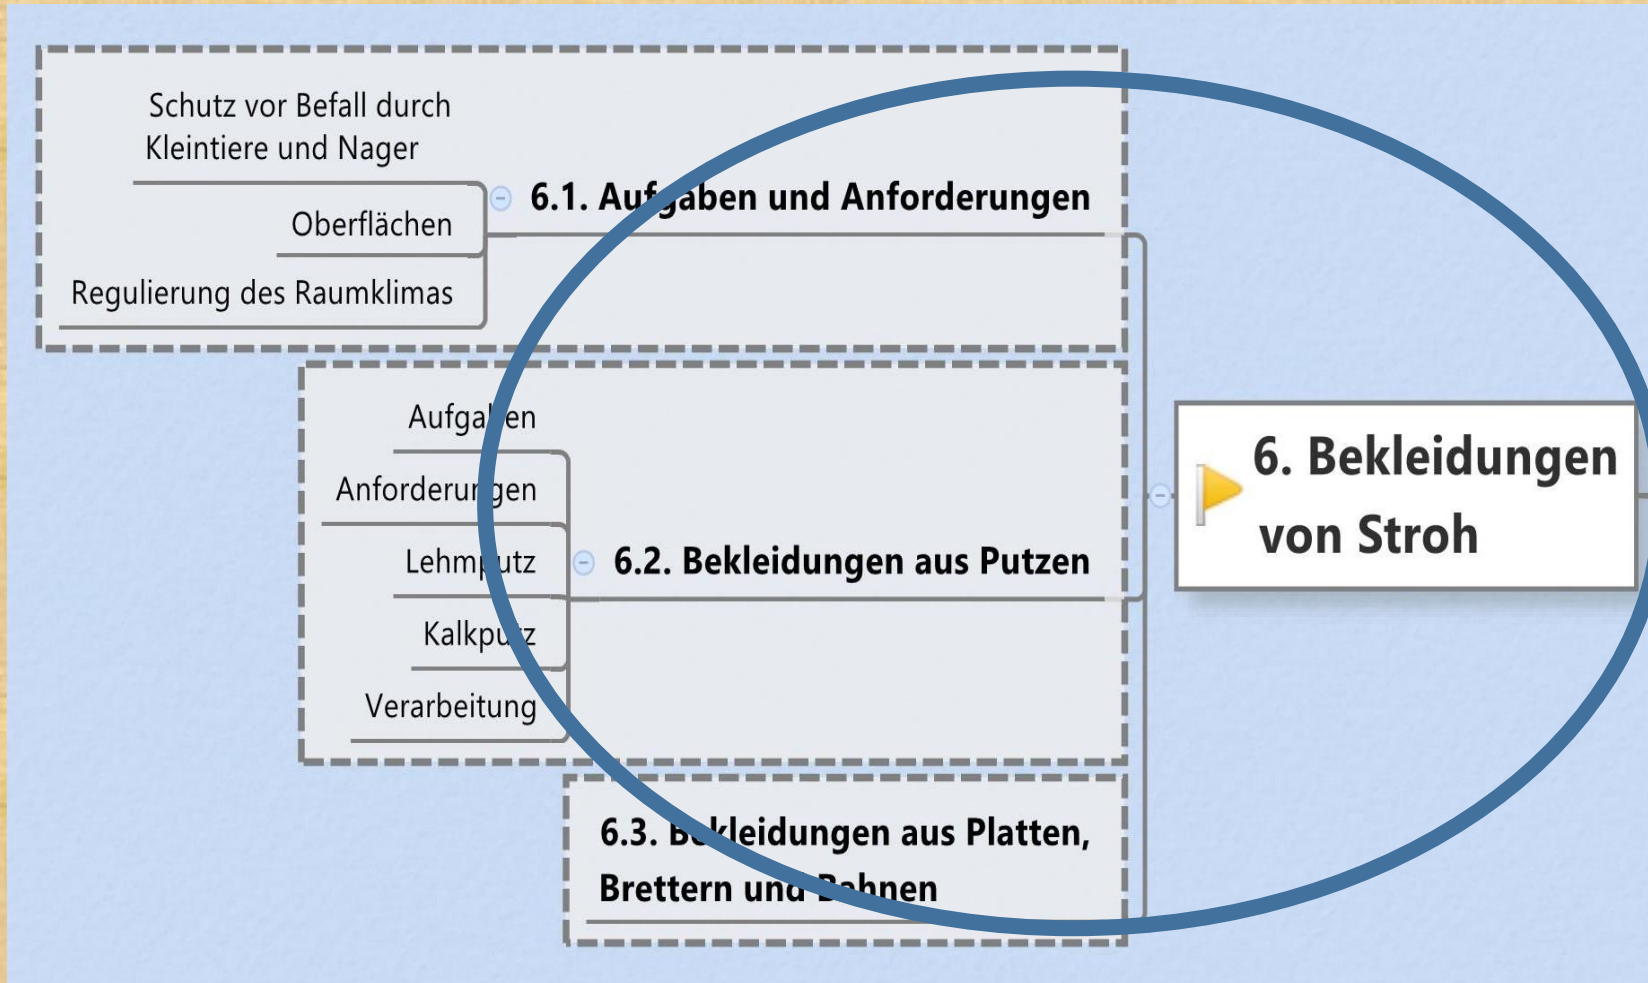 Schutz vor Befall durch
Kleintiere und Nager
Oberflächen
Regulierung des Raumklimas
6.1. Aufgaben und Anforderungen
Aufgaben
Anforderungen
Lehmputz
Kalkputz
Verarbeitung
6.2. Bekleidungen aus Putzen
6.3. Bekleidungen aus Platten,
Brettern und Bahnen
6. Bekleidungen
von Stroh